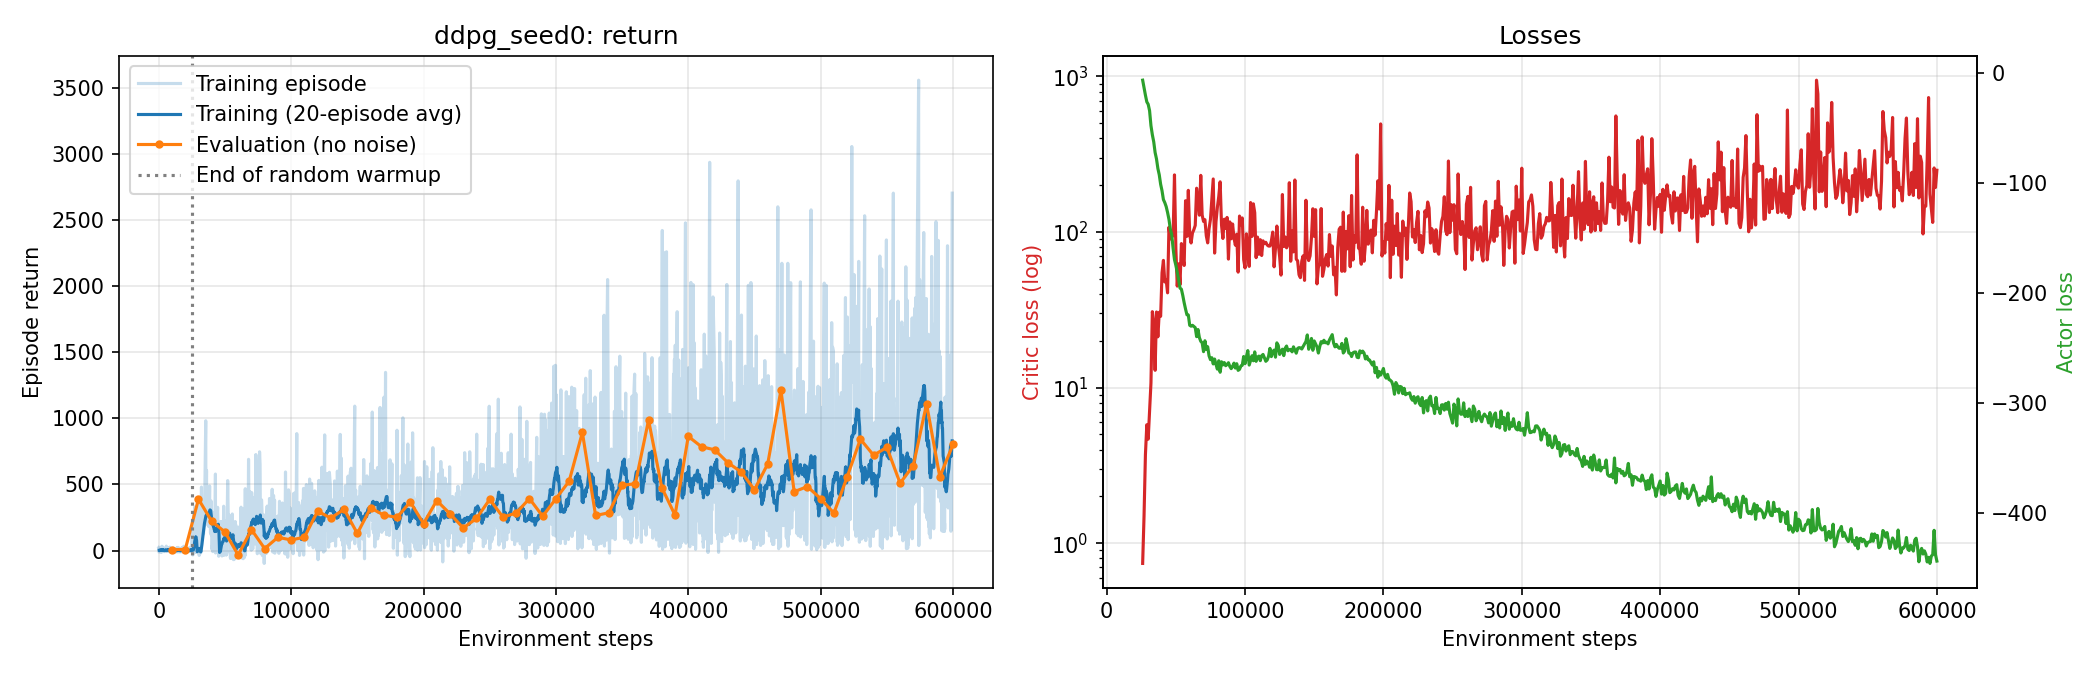 ddpg_seed0: return
Training episode
Training (20-episode avg)
Evaluation (no noise)
End of random warmup
3500
3000
2500
2000
1500
1000
500
0
Episode return
0
100000
200000
300000
400000
500000
600000
Environment steps
Losses
10³
10²
10¹
10⁰
Critic loss (log)
0
−100
−200
−300
−400
Actor loss
0
100000
200000
300000
400000
500000
600000
Environment steps